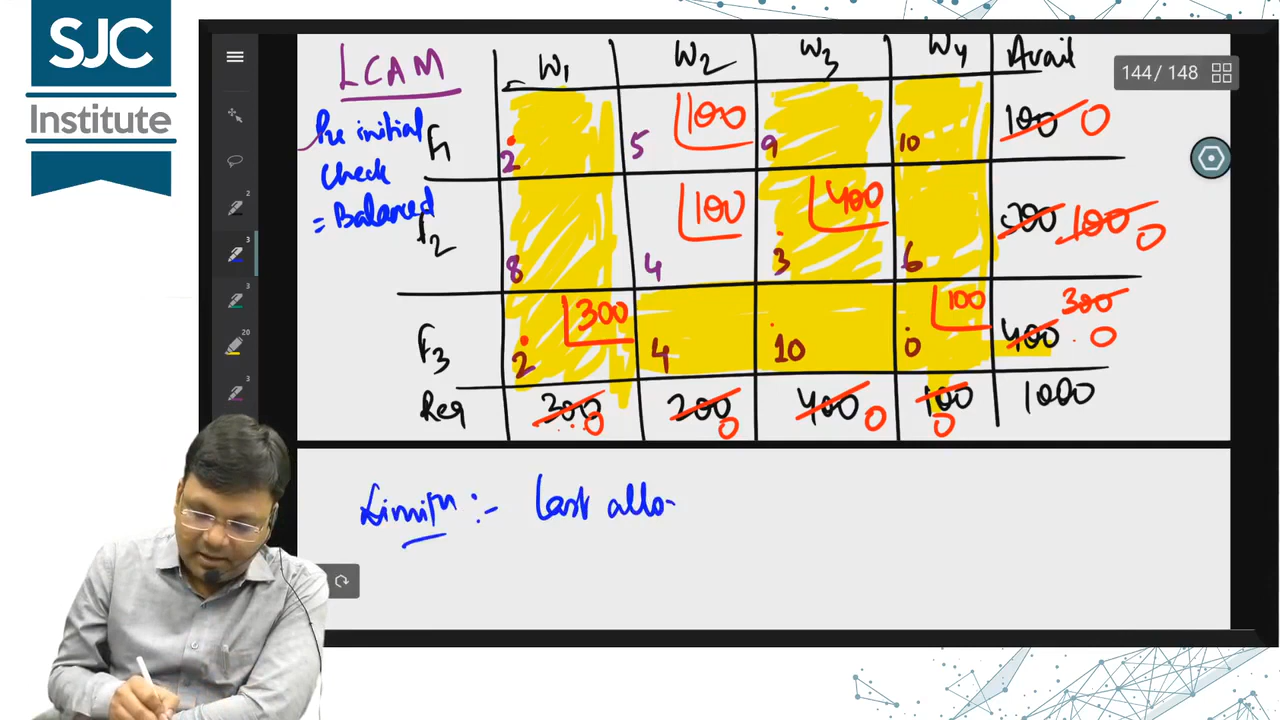 SJC
Institute
144 / 148
LCAM
Pre initial
check
= Balanced
W1 W2 W3 W4 Avail
F1 2 5 100 9 10 100 0
F2 8 4 100 3 400 6 100 0
F3 2 300 4 10 0 100 400 300 0
Req 300 0 200 0 400 0 100 0 1000
:- Last allo-